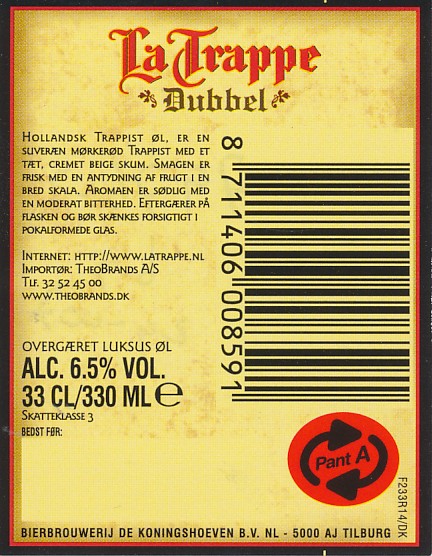 La Trappe
Dubbel
Hollandsk Trappist øl, er en
suveræn mørkerød Trappist med et
tæt, cremet beige skum. Smagen er
frisk med en antydning af frugt i en
bred skala. Aromaen er sødlig med
en moderat bitterhed. Eftergærer på
flasken og bør skænkes forsigtigt i
pokalformede glas.
Internet: http://www.latrappe.nl
Importør: TheoBrands A/S
Tlf. 32 52 45 00
www.theobrands.dk
OVERGÆRET LUKSUS ØL
ALC. 6.5% VOL.
33 CL/330 ML e
Skatteklasse 3
BEDST FØR:
8 711406 008591
Pant A
F233R14/DK
BIERBROUWERIJ DE KONINGSHOEVEN B.V. NL - 5000 AJ TILBURG